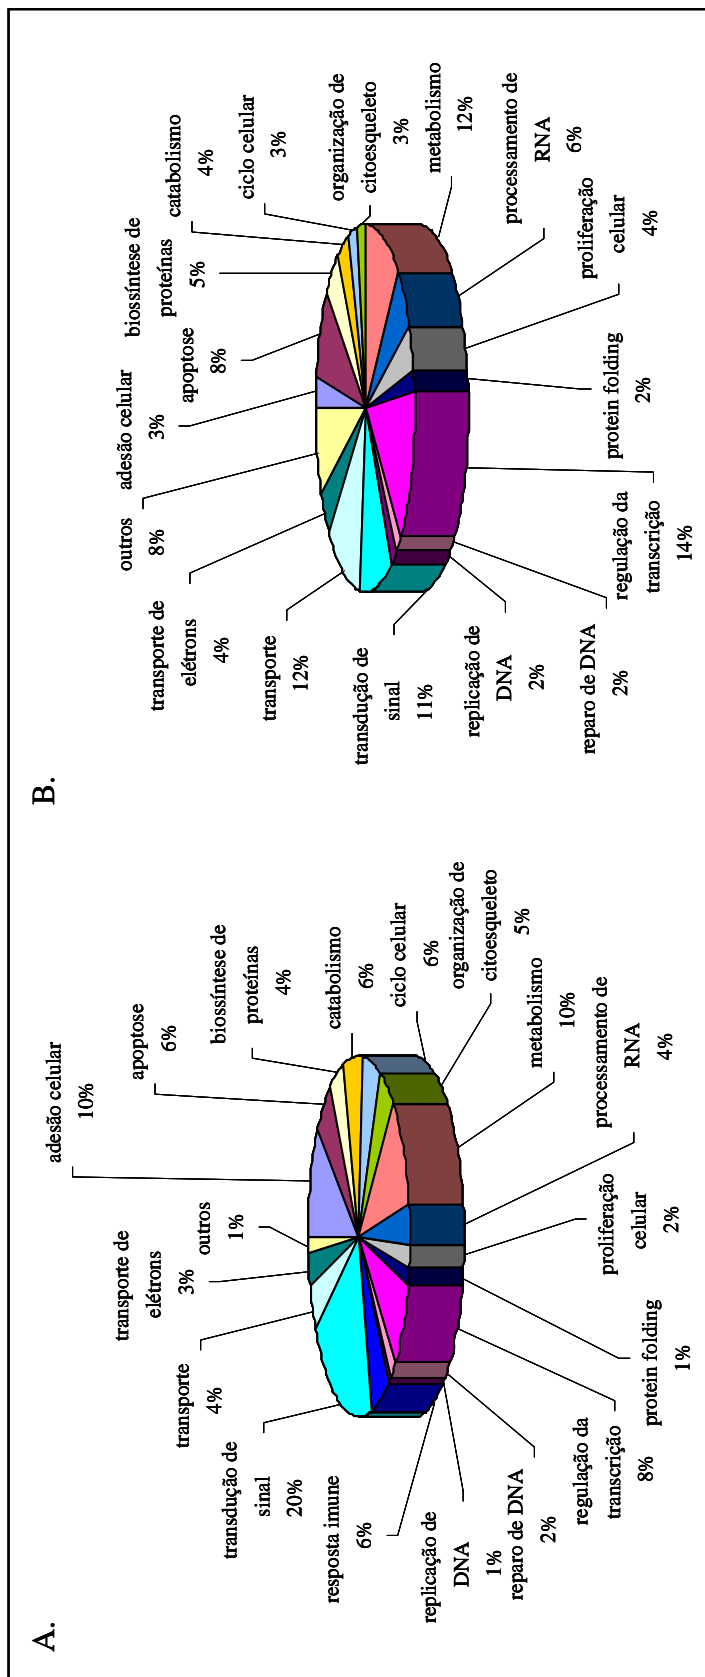 A.
adesão celular
10%
apoptose
6%
biossíntese de
proteínas
4%
catabolismo
6%
ciclo celular
6%
organização de
citoesqueleto
5%
metabolismo
10%
processamento de
RNA
4%
proliferação
celular
2%
protein folding
1%
regulação da
transcrição
8%
reparo de DNA
2%
replicação de
DNA
1%
resposta imune
6%
transdução de
sinal
20%
transporte
4%
transporte de
elétrons
3%
outros
1%
B.
adesão celular
3%
apoptose
8%
biossíntese de
proteínas
5%
catabolismo
4%
ciclo celular
3%
organização de
citoesqueleto
3%
metabolismo
12%
processamento de
RNA
6%
proliferação
celular
4%
protein folding
2%
regulação da
transcrição
14%
reparo de DNA
2%
replicação de
DNA
2%
transdução de
sinal
11%
transporte
12%
transporte de
elétrons
4%
outros
8%